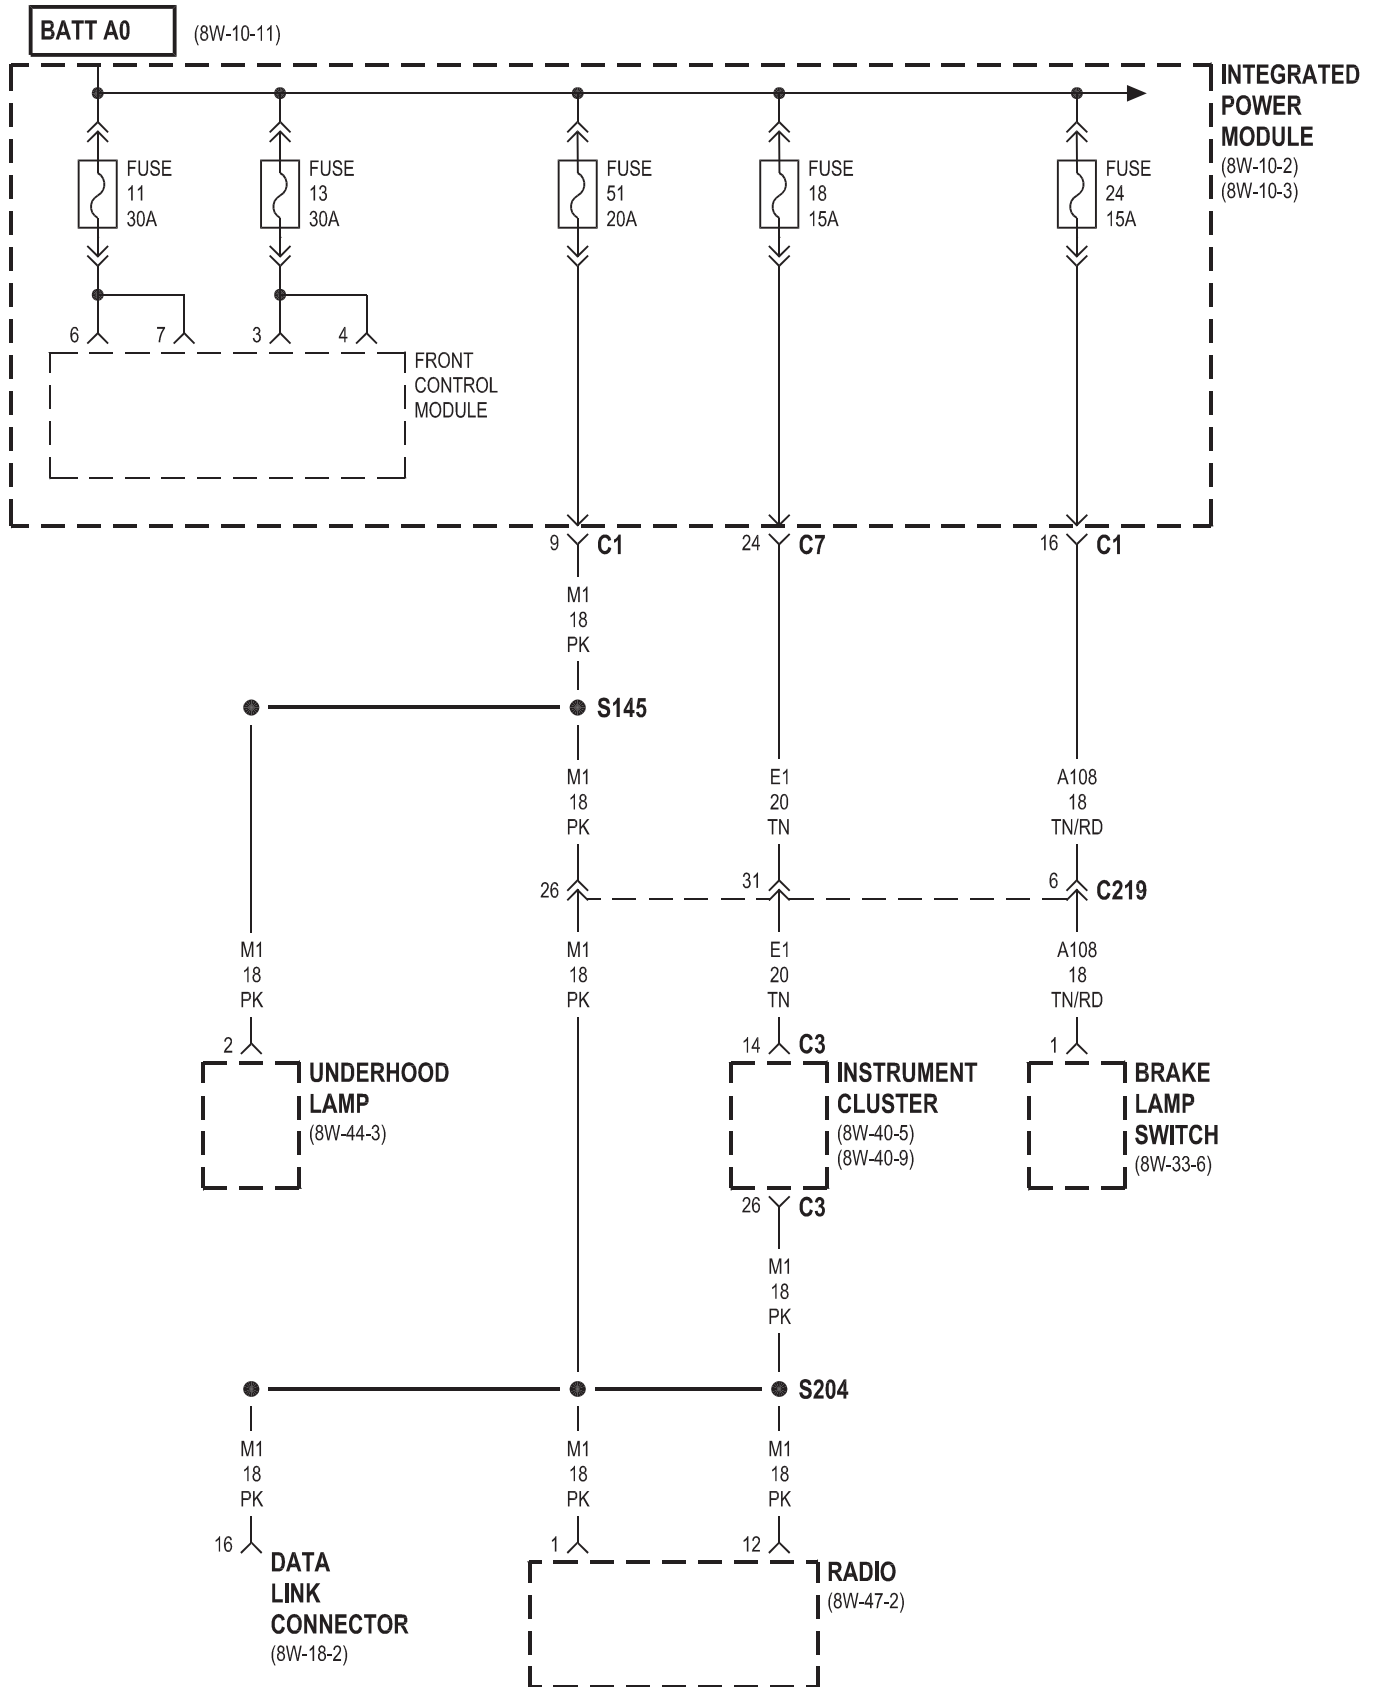 BATT A0
(8W-10-11)
INTEGRATED
POWER
MODULE
(8W-10-2)
(8W-10-3)
FUSE
11
30A
FUSE
13
30A
FUSE
51
20A
FUSE
18
15A
FUSE
24
15A
6
7
3
4
FRONT
CONTROL
MODULE
9
C1
24
C7
16
C1
M1
18
PK
S145
M1
18
PK
E1
20
TN
A108
18
TN/RD
26
31
6
C219
M1
18
PK
M1
18
PK
E1
20
TN
A108
18
TN/RD
2
14
C3
1
UNDERHOOD
LAMP
(8W-44-3)
INSTRUMENT
CLUSTER
(8W-40-5)
(8W-40-9)
BRAKE
LAMP
SWITCH
(8W-33-6)
26
C3
M1
18
PK
S204
M1
18
PK
M1
18
PK
M1
18
PK
16
1
12
DATA
LINK
CONNECTOR
(8W-18-2)
RADIO
(8W-47-2)